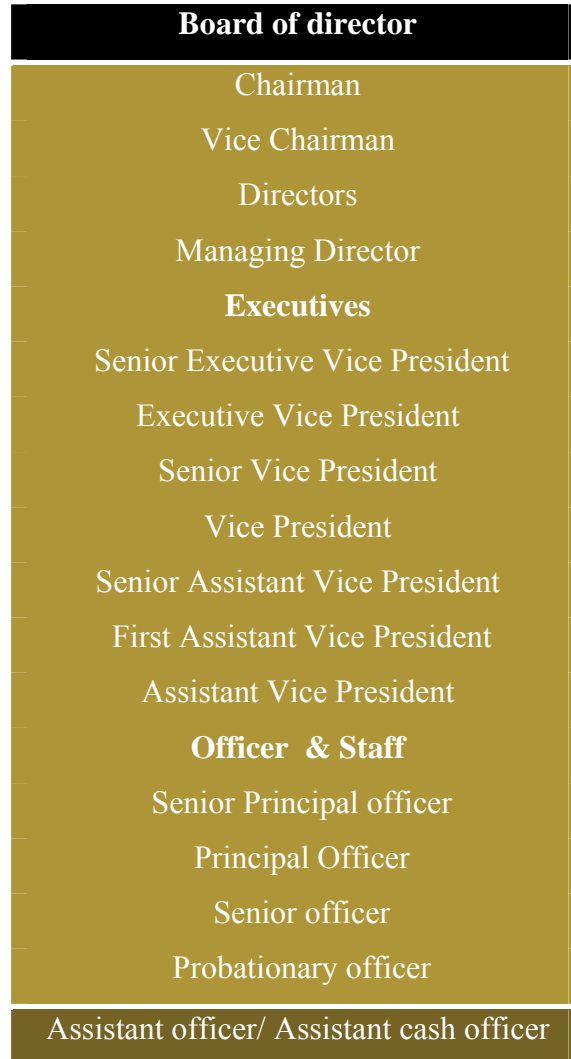 Board of director
Chairman
Vice Chairman
Directors
Managing Director
Executives
Senior Executive Vice President
Executive Vice President
Senior Vice President
Vice President
Senior Assistant Vice President
First Assistant Vice President
Assistant Vice President
Officer & Staff
Senior Principal officer
Principal Officer
Senior officer
Probationary officer
Assistant officer/ Assistant cash officer